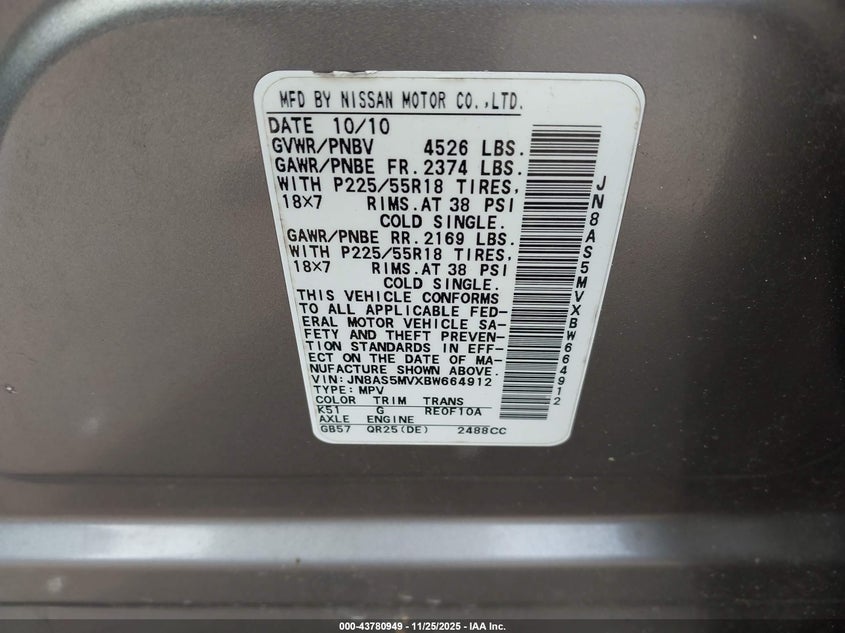 MFD BY NISSAN MOTOR CO.,LTD.
DATE 10/10
GVWR/PNBV 4526 LBS.
GAWR/PNBE FR. 2374 LBS.
WITH P225/55R18 TIRES,
18×7 RIMS. AT 38 PSI
COLD SINGLE.
GAWR/PNBE RR. 2169 LBS.
WITH P225/55R18 TIRES,
18×7 RIMS. AT 38 PSI
COLD SINGLE.
THIS VEHICLE CONFORMS
TO ALL APPLICABLE FED-
ERAL MOTOR VEHICLE SA-
FETY AND THEFT PREVEN-
TION STANDARDS IN EFF-
ECT ON THE DATE OF MA-
NUFACTURE SHOWN ABOVE.
VIN: JN8AS5MVXBW664912
TYPE: MPV
COLOR TRIM TRANS
K51 G RE0F10A
AXLE ENGINE
GB57 QR25(DE) 2488CC
JN8AS5MVXBW664912
000-43780949 - 11/25/2025 - IAA Inc.